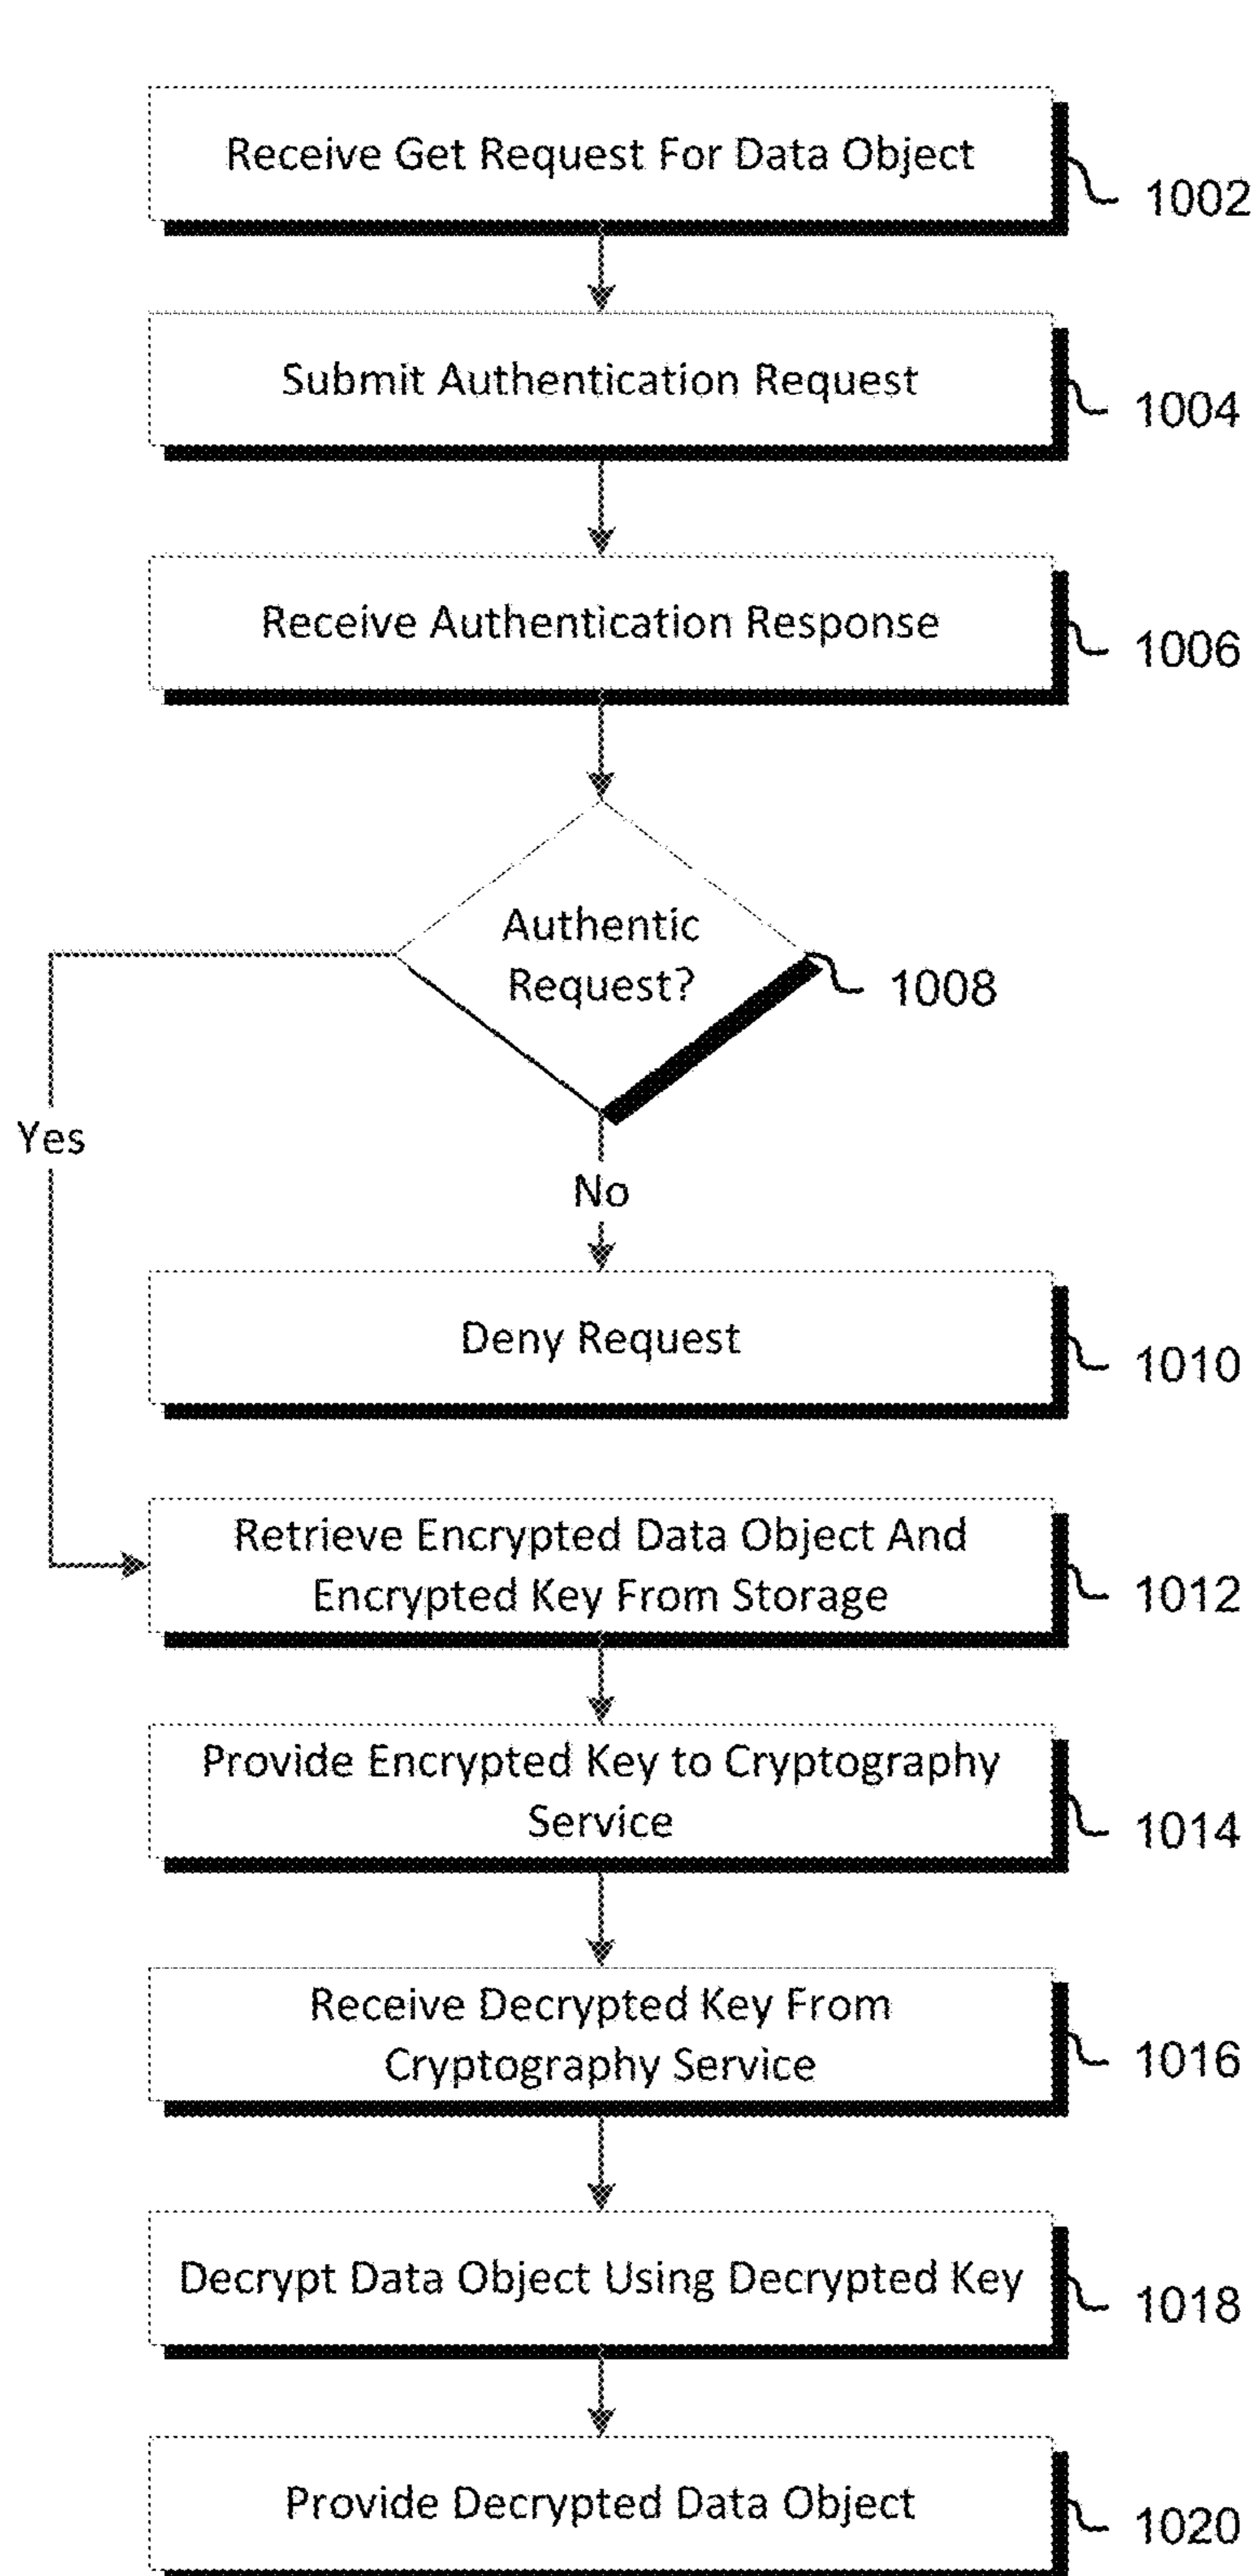 Receive Get Request For Data Object
1002
Submit Authentication Request
1004
Receive Authentication Response
1006
Authentic
Request?
1008
Yes
No
Deny Request
1010
Retrieve Encrypted Data Object And
Encrypted Key From Storage
1012
Provide Encrypted Key to Cryptography
Service
1014
Receive Decrypted Key From
Cryptography Service
1016
Decrypt Data Object Using Decrypted Key
1018
Provide Decrypted Data Object
1020